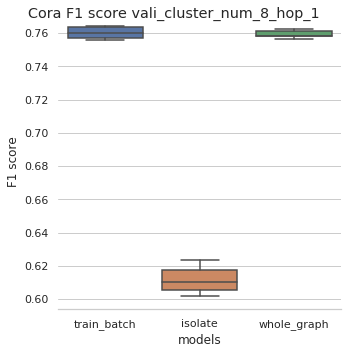 Cora F1 score vali_cluster_num_8_hop_1
0.76
0.74
0.72
0.70
0.68
0.66
0.64
0.62
0.60
F1 score
train_batch isolate whole_graph
models